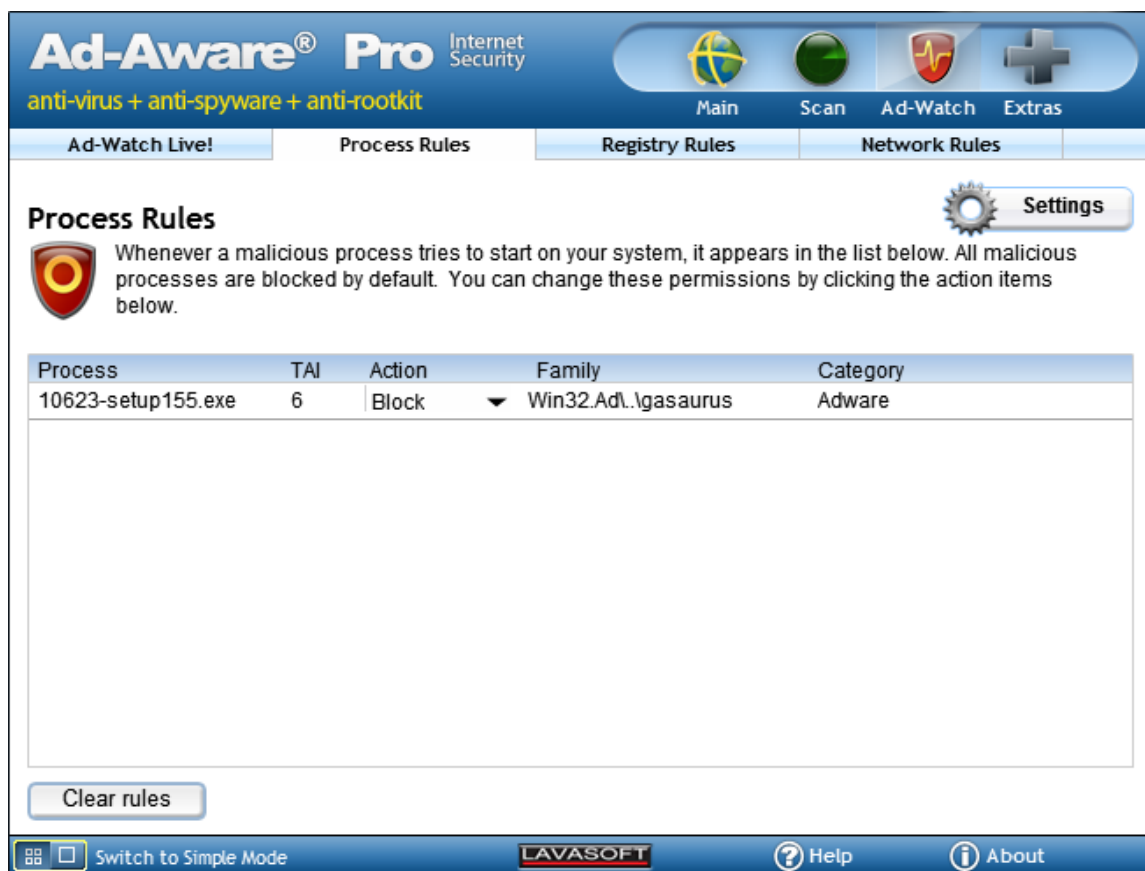 Ad-Aware® Pro Internet Security
anti-virus + anti-spyware + anti-rootkit
Main Scan Ad-Watch Extras
Ad-Watch Live! Process Rules Registry Rules Network Rules
Settings
Process Rules
Whenever a malicious process tries to start on your system, it appears in the list below. All malicious
processes are blocked by default. You can change these permissions by clicking the action items
below.
Process TAI Action Family Category
10623-setup155.exe 6 Block Win32.Ad\..\gasaurus Adware
Clear rules
Switch to Simple Mode LAVASOFT Help About